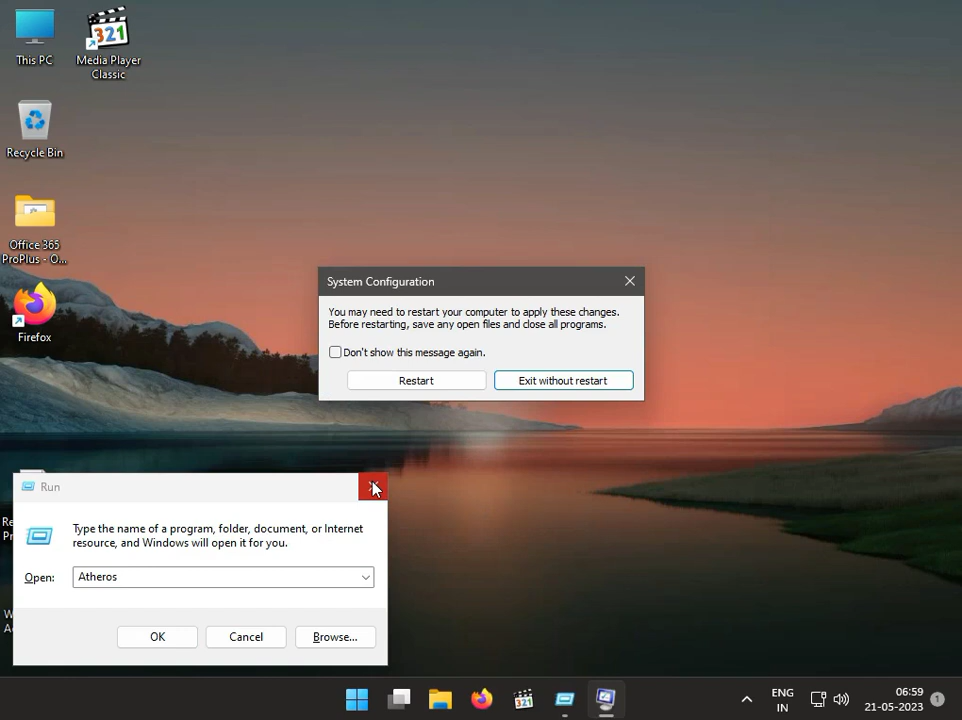 This PC
Media Player
Classic
Recycle Bin
Office 365
ProPlus - O...
Firefox
System Configuration
You may need to restart your computer to apply these changes.
Before restarting, save any open files and close all programs.
Don't show this message again.
Restart
Exit without restart
Run
Type the name of a program, folder, document, or Internet
resource, and Windows will open it for you.
Open:
Atheros
OK
Cancel
Browse...
321
321
ENG
IN
06:59
21-05-2023
1